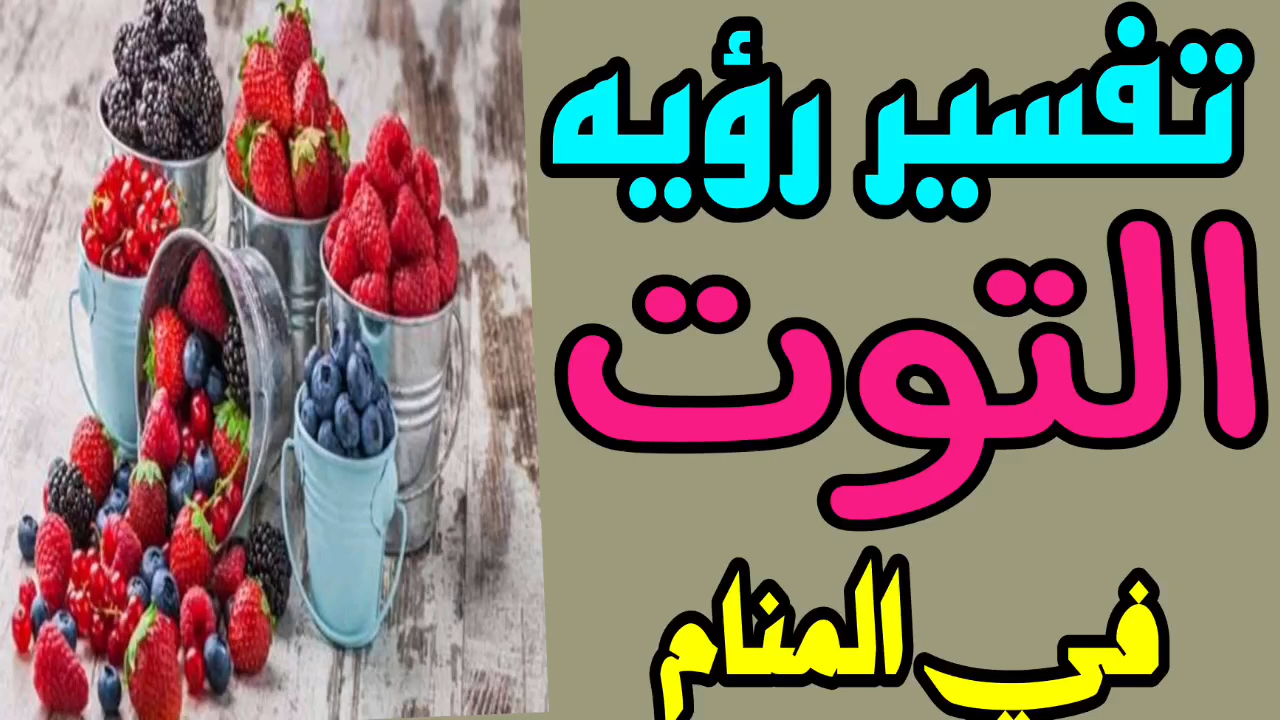 تفسير رؤيه
التوت
في المنام